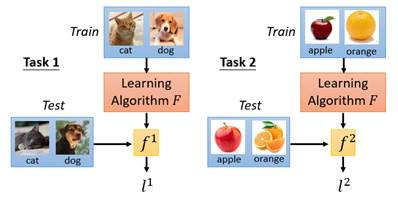 Train
cat dog
Task 1
Learning
Algorithm F
Test
cat dog
f¹
l¹
Train
apple orange
Task 2
Learning
Algorithm F
Test
apple orange
f²
l²